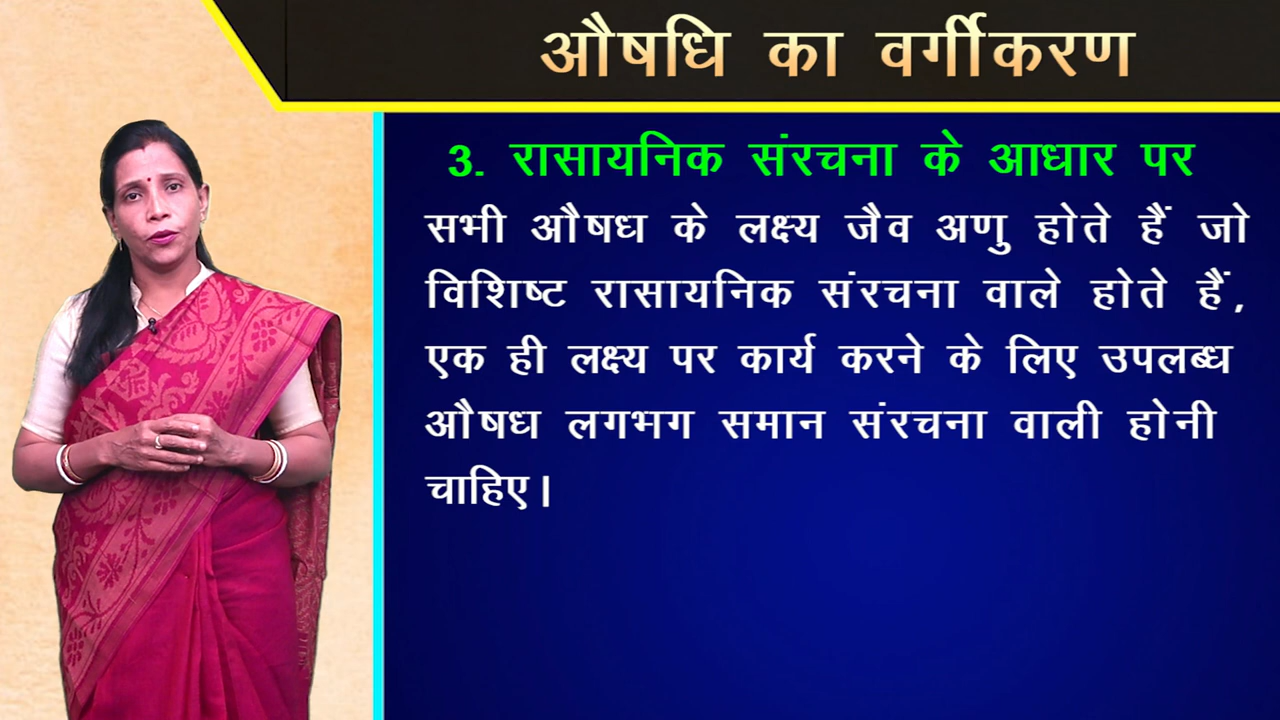 औषधि का वर्गीकरण
3. रासायनिक संरचना के आधार पर
सभी औषध के लक्ष्य जैव अणु होते हैं जो
विशिष्ट रासायनिक संरचना वाले होते हैं,
एक ही लक्ष्य पर कार्य करने के लिए उपलब्ध
औषध लगभग समान संरचना वाली होनी
चाहिए।